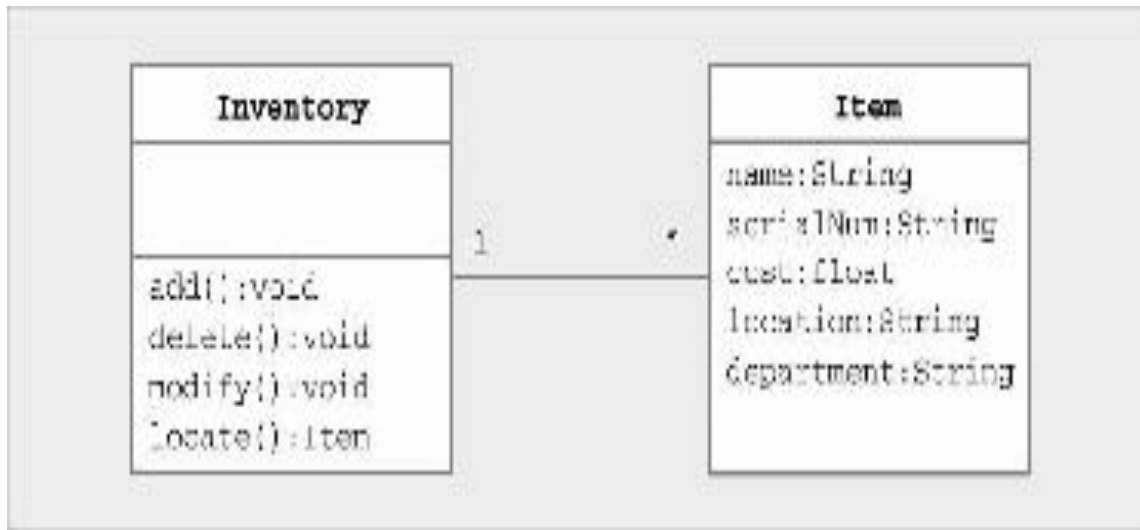 Inventory
add():void
delete():void
modify():void
locate():Item
1
*
Item
name:String
serialNum:String
cost:float
location:String
department:String